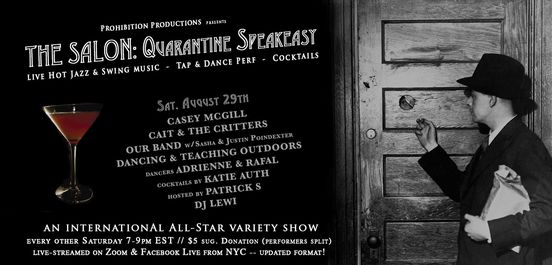 Prohibition Productions presents
THE SALON: Quarantine Speakeasy
Live Hot Jazz & Swing Music - Tap & Dance Perf - Cocktails
Sat. August 29th
Casey McGill
Cait & the Critters
Our Band w/Sasha & Justin Poindexter
Dancing & Teaching Outdoors
dancers Adrienne & Rafal
cocktails by Katie Auth
hosted by Patrick S
DJ Lewi
an International All-Star Variety Show
every other Saturday 7-9pm EST // $5 sug. Donation (performers split)
live-streamed on Zoom & Facebook Live from NYC -- updated format!